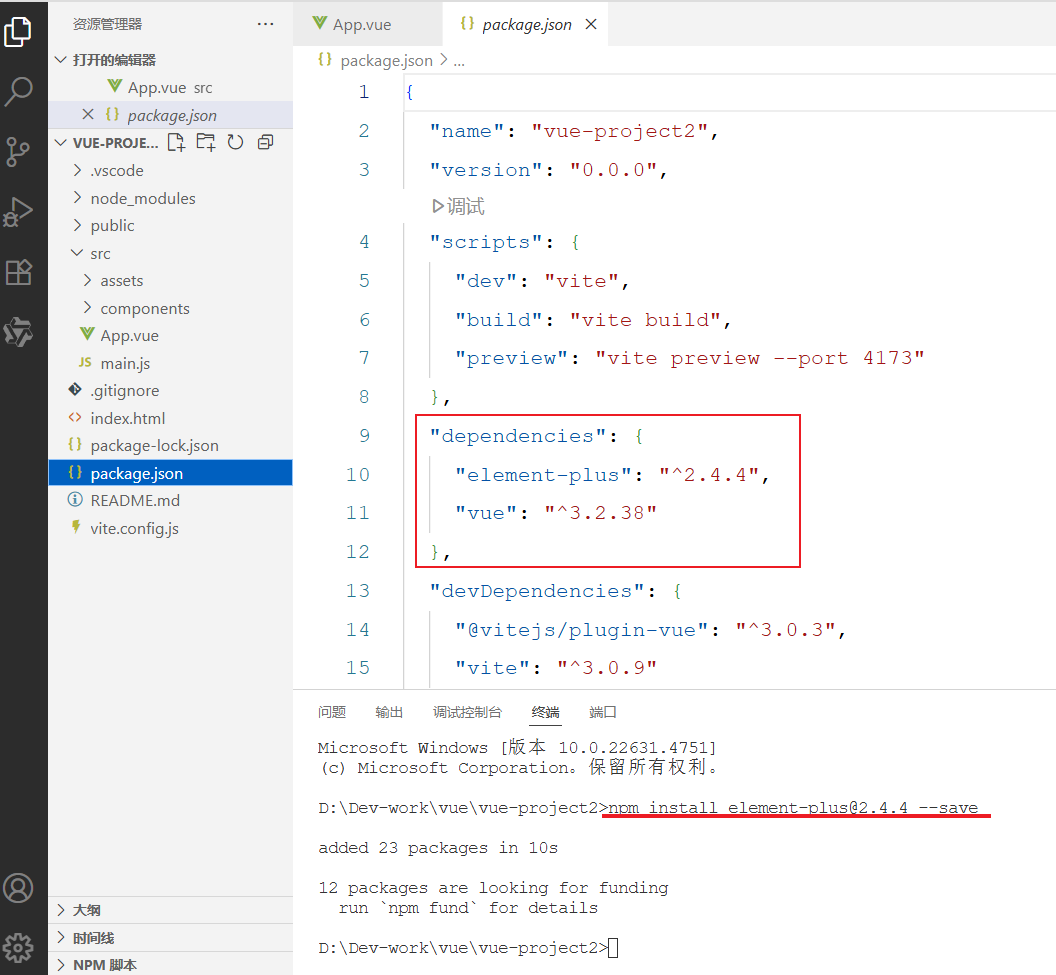 资源管理器 ···
打开的编辑器
App.vue src
package.json
VUE-PROJE...
.vscode
node_modules
public
src
assets
components
App.vue
JS main.js
.gitignore
index.html
{} package-lock.json
{} package.json
README.md
vite.config.js
大纲
时间线
NPM 脚本
App.vue
{} package.json
{} package.json > ...
1 {
2 "name": "vue-project2",
3 "version": "0.0.0",
调试
4 "scripts": {
5 "dev": "vite",
6 "build": "vite build",
7 "preview": "vite preview --port 4173"
8 },
9 "dependencies": {
10 "element-plus": "^2.4.4",
11 "vue": "^3.2.38"
12 },
13 "devDependencies": {
14 "@vitejs/plugin-vue": "^3.0.3",
15 "vite": "^3.0.9"
问题 输出 调试控制台 终端 端口
Microsoft Windows [版本 10.0.22631.4751]
(c) Microsoft Corporation。保留所有权利。
D:\Dev-work\vue\vue-project2>npm install element-plus@2.4.4 --save
added 23 packages in 10s
12 packages are looking for funding
run `npm fund` for details
D:\Dev-work\vue\vue-project2>